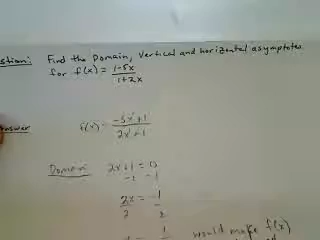 stion: Find the Domain, Vertical and horizontal asymptotes
for f(x) = (1-5x)/(1+2x)
Answer
f(x) = (-5x+1)/(2x+1)
Domain: 2x+1 = 0
-1 -1
2x/2 = 1/2
would make f(x)